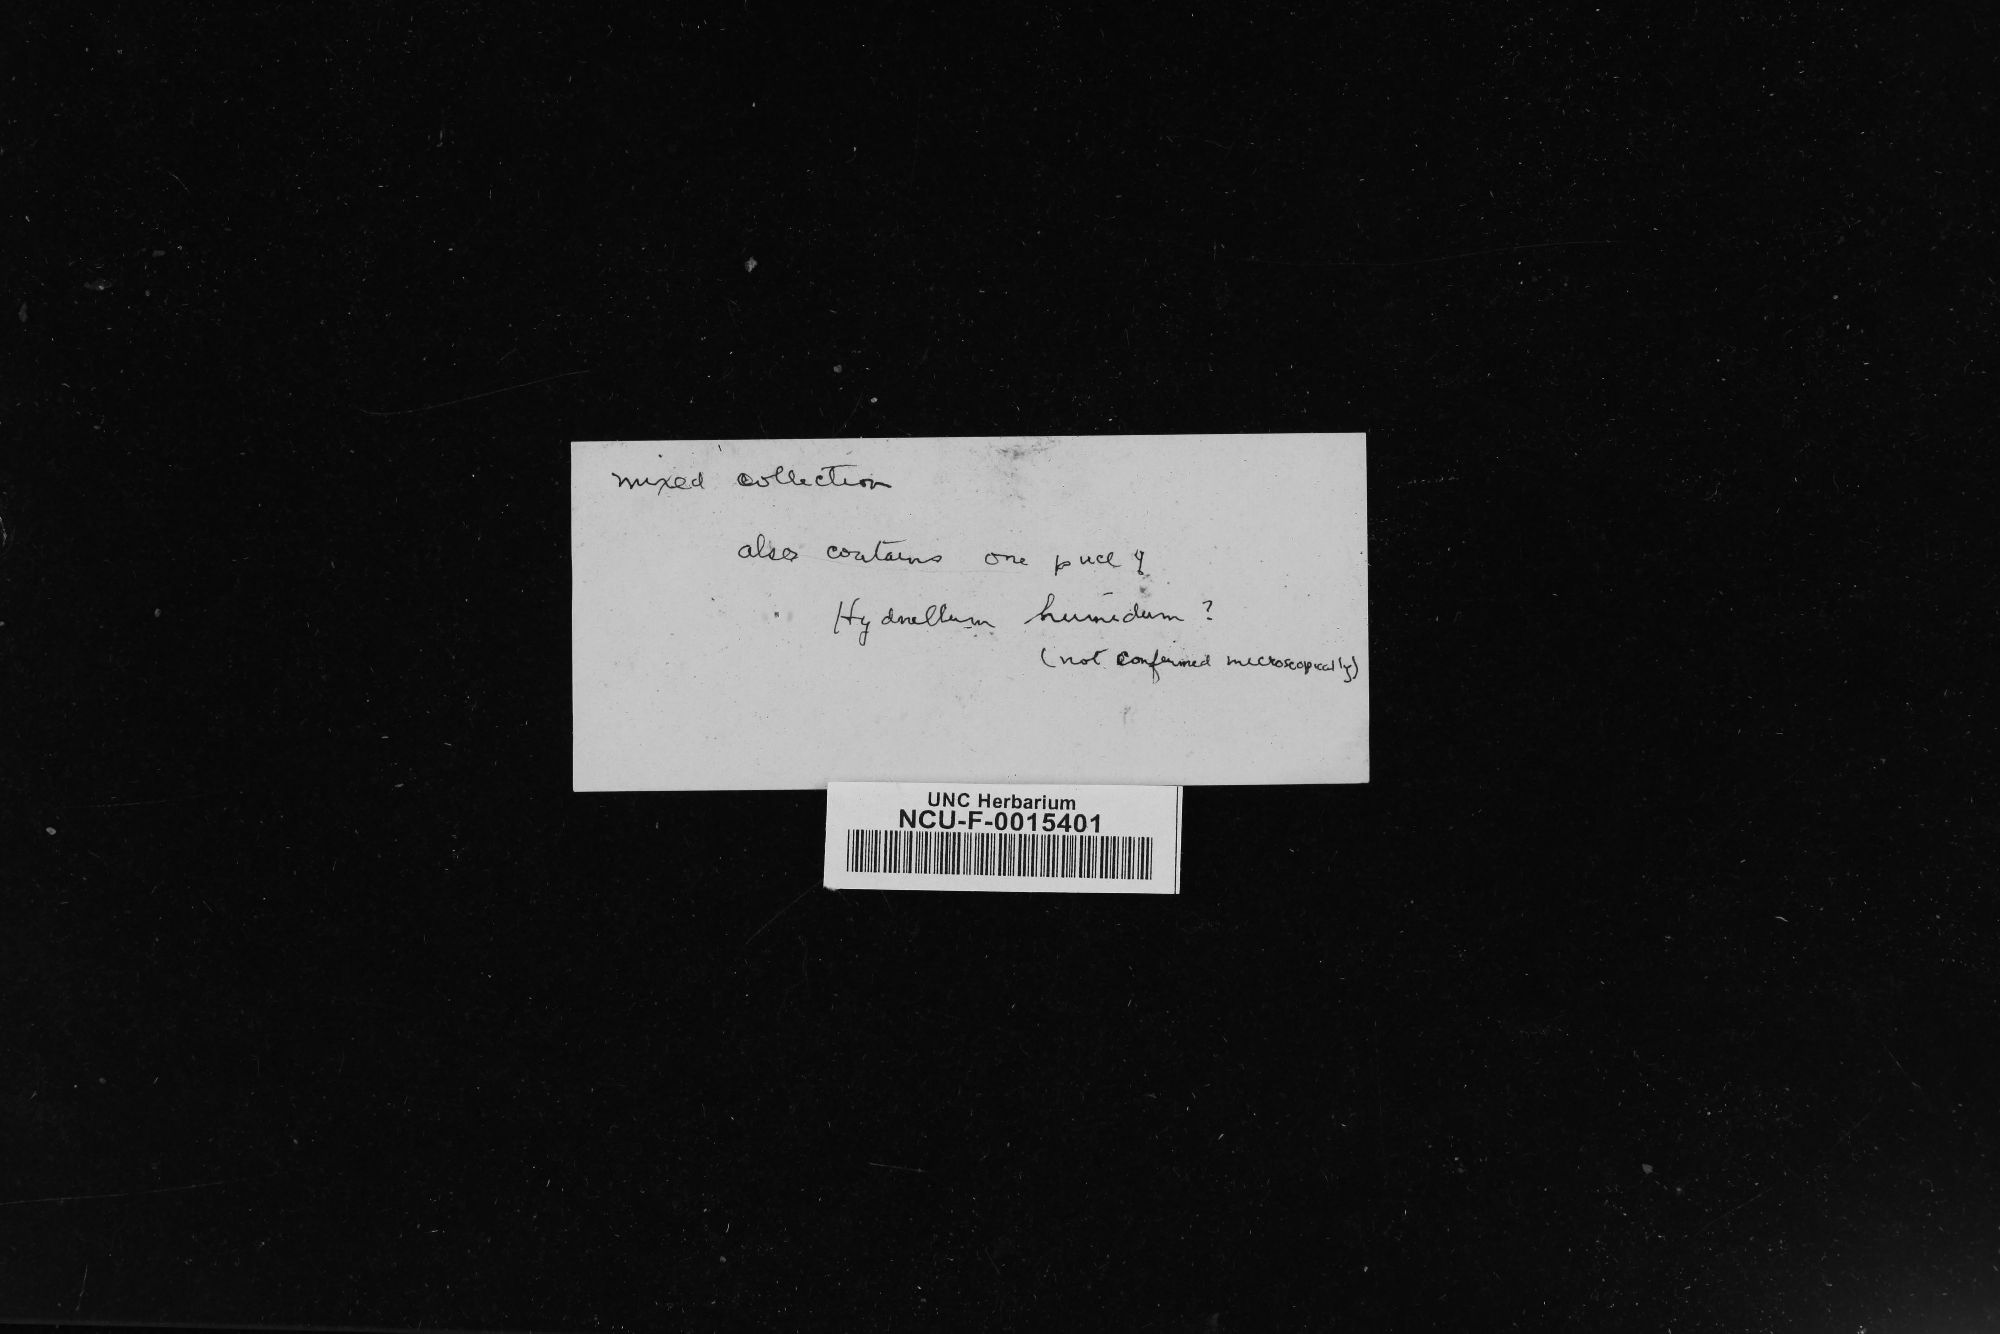 mixed collection
also contains one piece of
Hydnellum humidum ?
(not confirmed microscopically)
UNC Herbarium
NCU-F-0015401